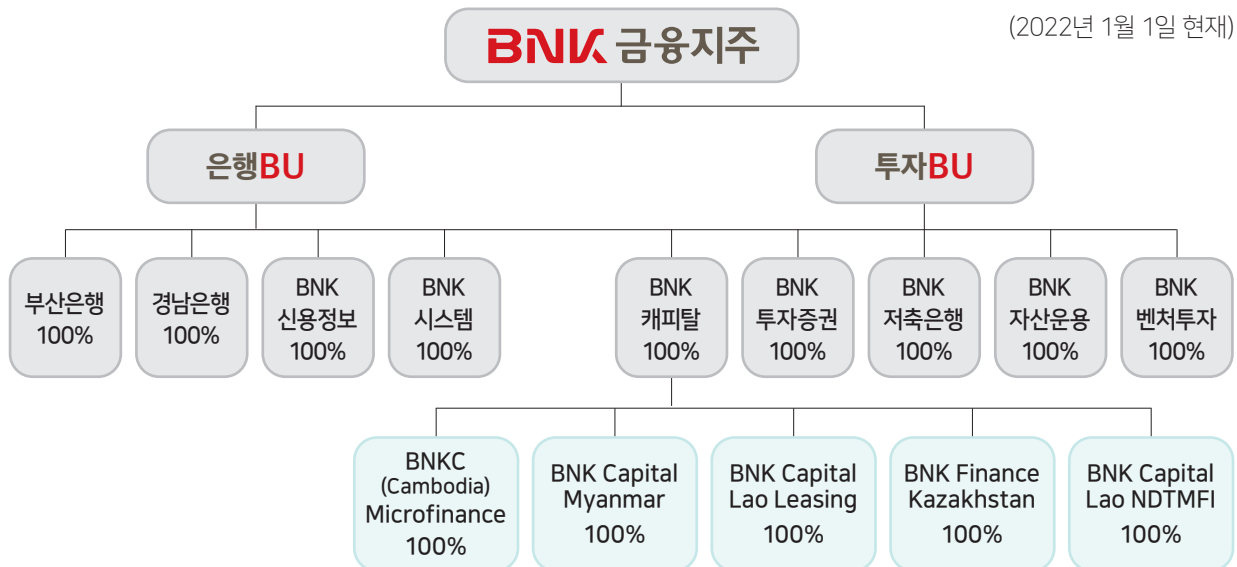 BNK 금융지주
(2022년 1월 1일 현재)
은행BU
투자BU
부산은행
100%
경남은행
100%
BNK
신용정보
100%
BNK
시스템
100%
BNK
캐피탈
100%
BNK
투자증권
100%
BNK
저축은행
100%
BNK
자산운용
100%
BNK
벤처투자
100%
BNKC
(Cambodia)
Microfinance
100%
BNK Capital
Myanmar
100%
BNK Capital
Lao Leasing
100%
BNK Finance
Kazakhstan
100%
BNK Capital
Lao NDTMFI
100%